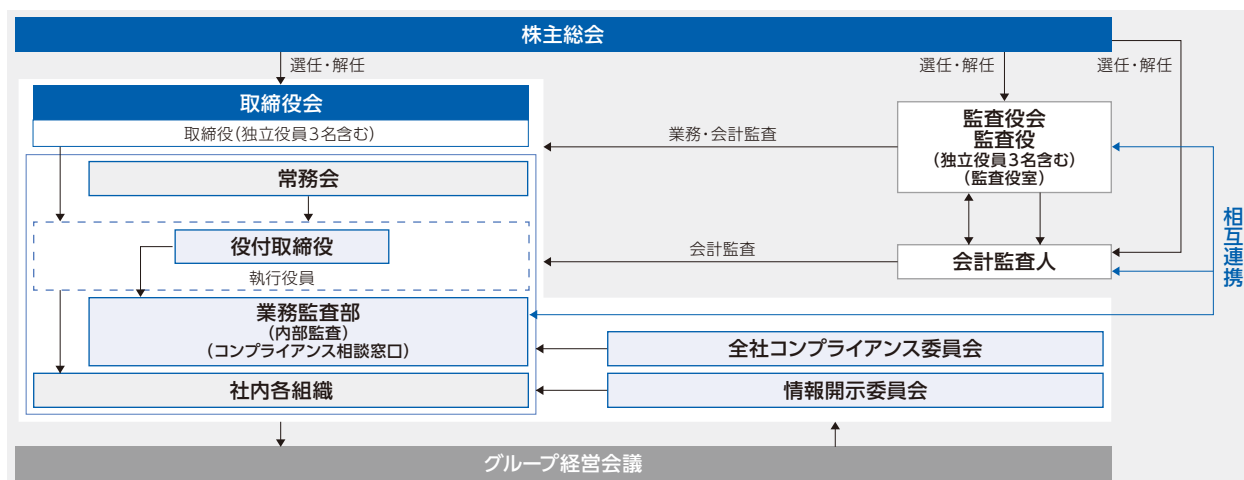 株主総会
選任・解任
選任・解任
選任・解任
取締役会
取締役（独立役員3名含む）
業務・会計監査
監査役会
監査役
（独立役員3名含む）
（監査役室）
常務会
役付取締役
執行役員
会計監査
会計監査人
相互連携
業務監査部
（内部監査）
（コンプライアンス相談窓口）
全社コンプライアンス委員会
社内各組織
情報開示委員会
グループ経営会議